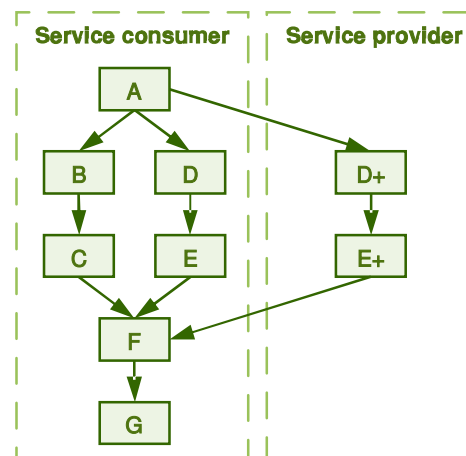 Service consumer
Service provider
A
B
D
D+
C
E
E+
F
G